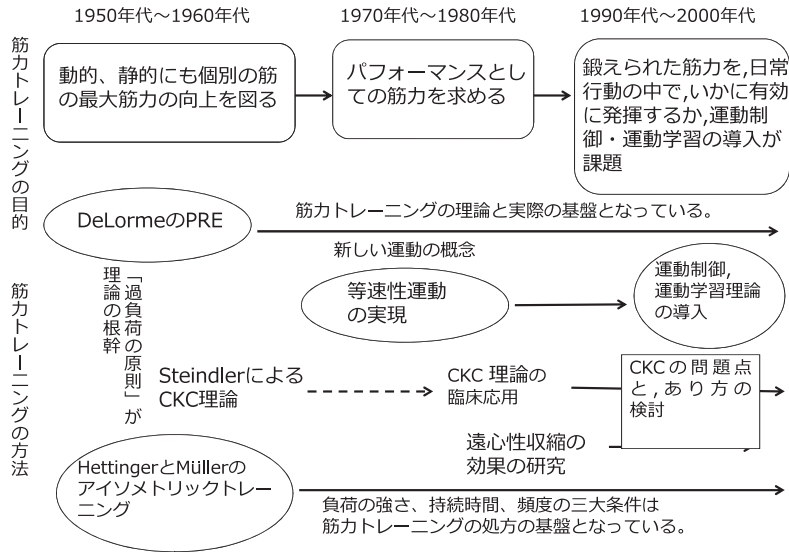 1950年代～1960年代
1970年代～1980年代
1990年代～2000年代
筋力トレーニングの目的
動的、静的にも個別の筋
の最大筋力の向上を図る
パフォーマンスとし
ての筋力を求める
鍛えられた筋力を,日常
行動の中で,いかに有効
に発揮するか,運動制
御・運動学習の導入が
課題
DeLormeのPRE
筋力トレーニングの理論と実際の基盤となっている。
筋力トレーニングの方法
「過負荷の原則」が
理論の根幹
新しい運動の概念
等速性運動
の実現
運動制御,
運動学習理論
の導入
Steindlerによる
CKC理論
CKC 理論の
臨床応用
CKCの問題点
と,あり方の
検討
遠心性収縮の
効果の研究
HettingerとMüllerの
アイソメトリックトレー
ニング
負荷の強さ、持続時間、頻度の三大条件は
筋力トレーニングの処方の基盤となっている。